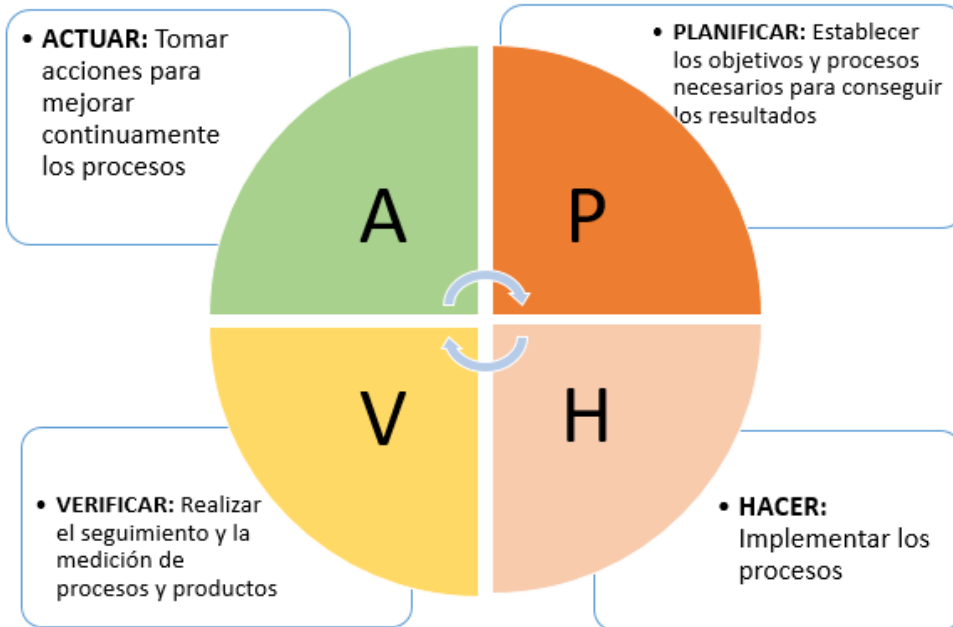 • ACTUAR: Tomar
acciones para
mejorar
continuamente
los procesos
• PLANIFICAR: Establecer
los objetivos y procesos
necesarios para conseguir
los resultados
A
P
V
H
• VERIFICAR: Realizar
el seguimiento y la
medición de
procesos y productos
• HACER:
Implementar los
procesos